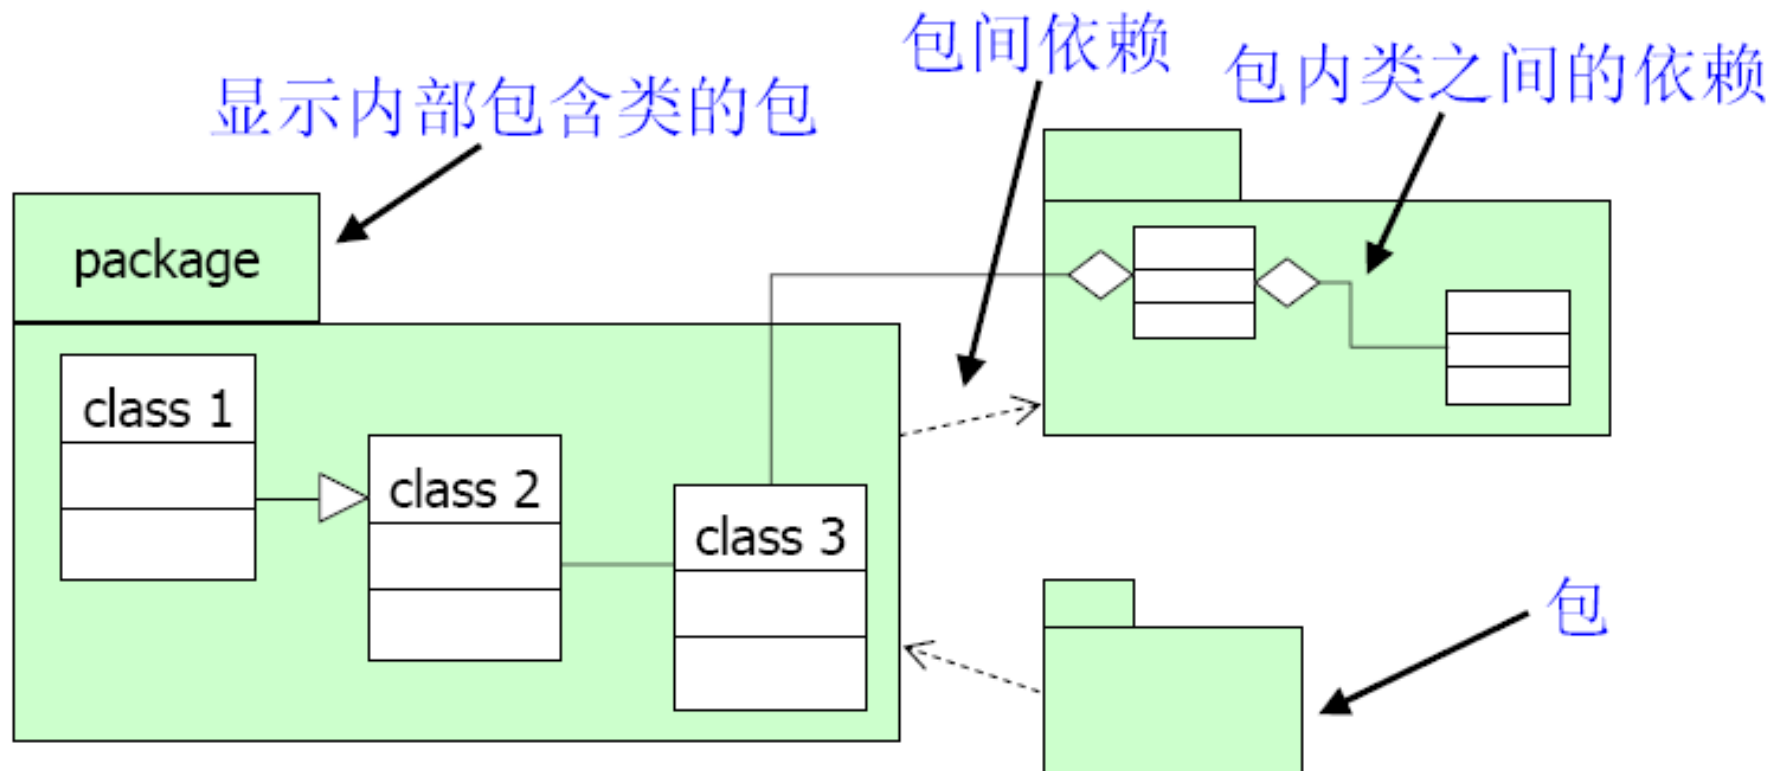 包间依赖
包内类之间的依赖
显示内部包含类的包
package
class 1
class 2
class 3
包